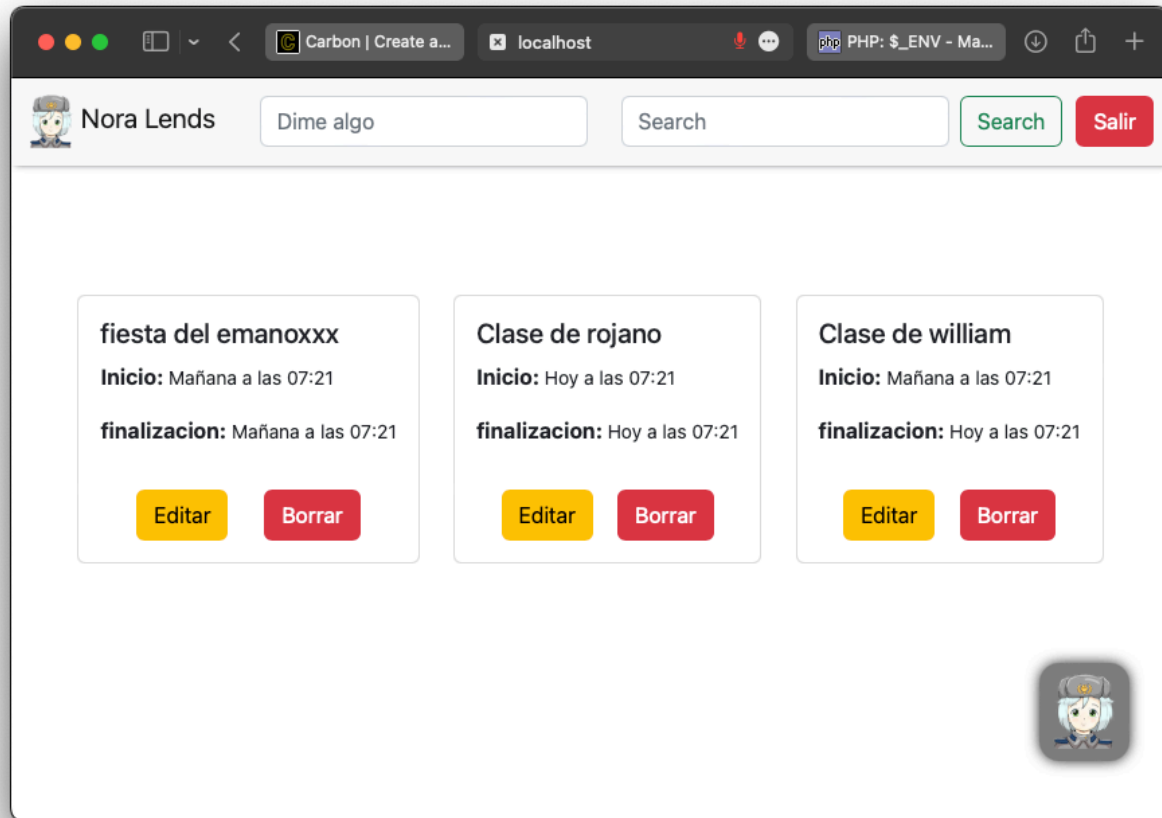 Carbon | Create a...
localhost
php PHP: $_ENV - Ma...
Nora Lends
Dime algo
Search
Search
Salir
fiesta del emanoxxx
Inicio: Mañana a las 07:21
finalizacion: Mañana a las 07:21
Editar
Borrar
Clase de rojano
Inicio: Hoy a las 07:21
finalizacion: Hoy a las 07:21
Editar
Borrar
Clase de william
Inicio: Mañana a las 07:21
finalizacion: Hoy a las 07:21
Editar
Borrar